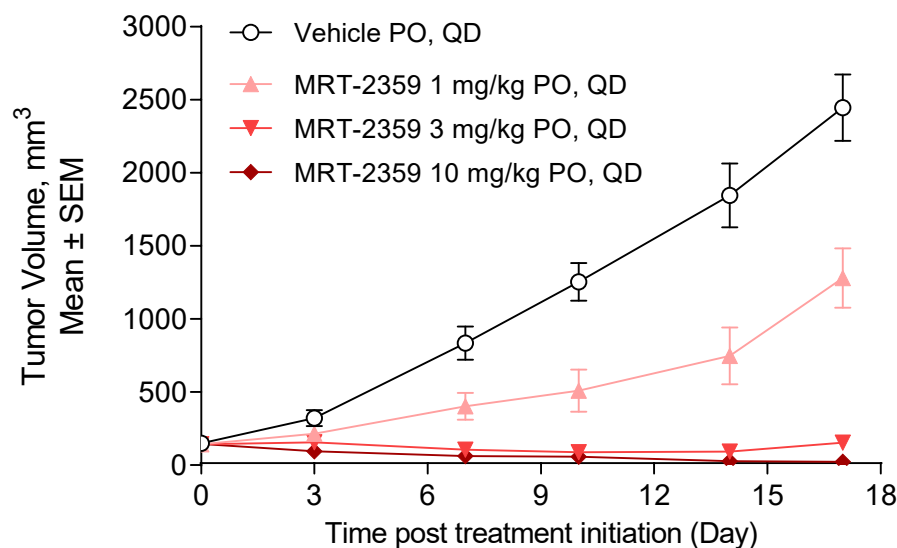 3000
2500
2000
1500
1000
500
0
Tumor Volume, mm³
Mean ± SEM
Vehicle PO, QD
MRT-2359 1 mg/kg PO, QD
MRT-2359 3 mg/kg PO, QD
MRT-2359 10 mg/kg PO, QD
0 3 6 9 12 15 18
Time post treatment initiation (Day)